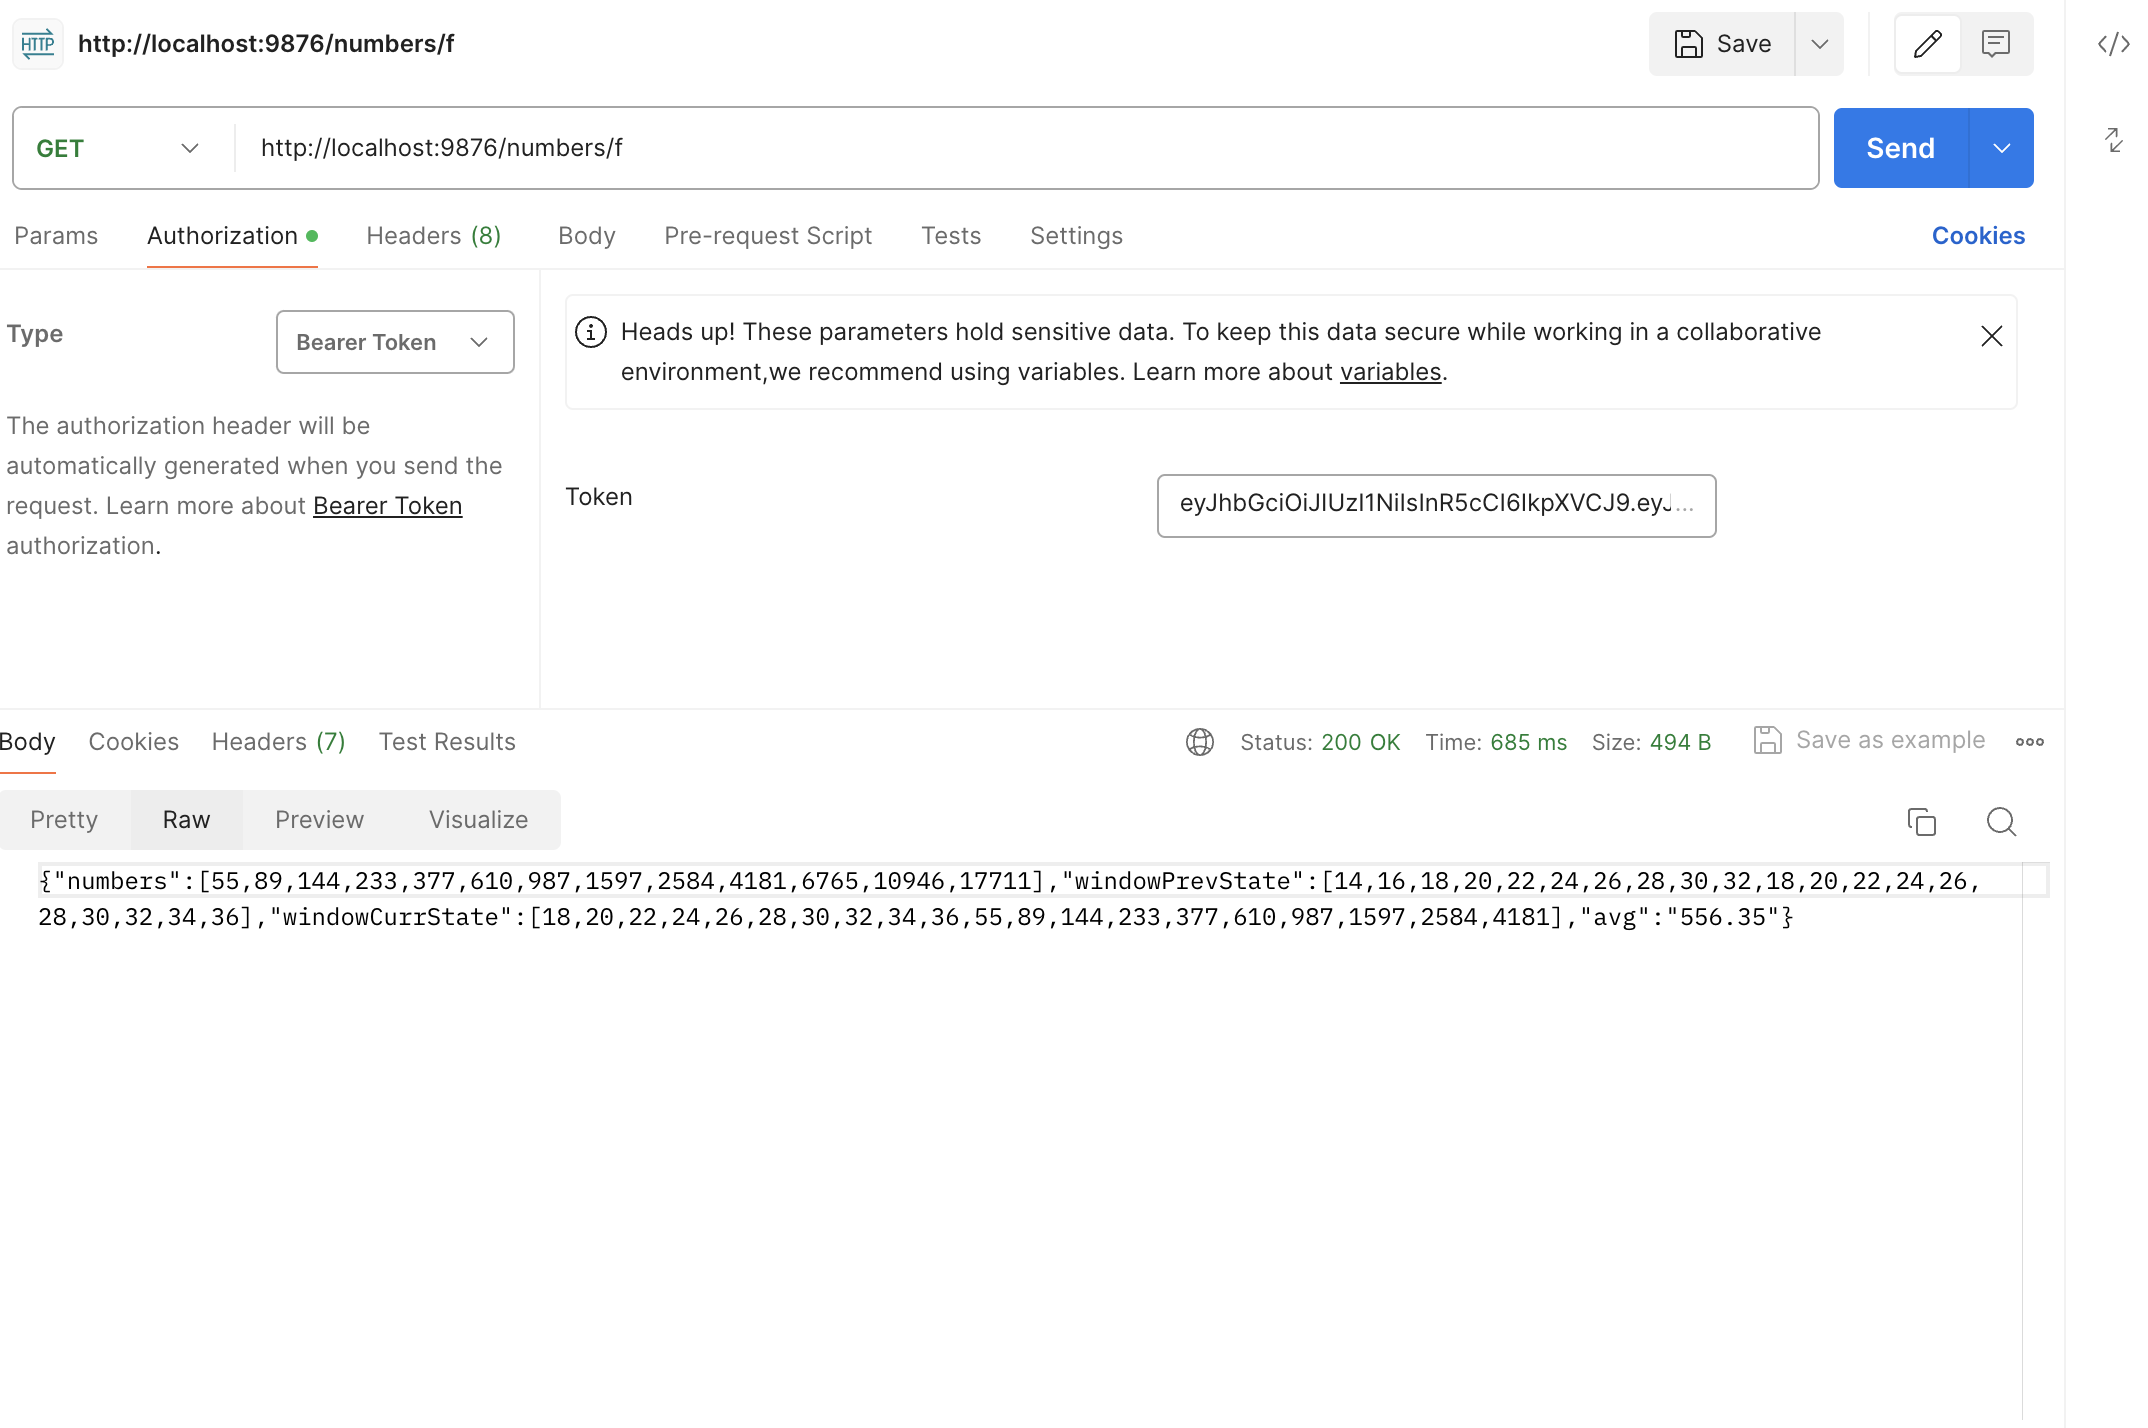 HTTP http://localhost:9876/numbers/f Save </>
GET http://localhost:9876/numbers/f Send
Params Authorization Headers (8) Body Pre-request Script Tests Settings Cookies
Type Bearer Token
The authorization header will be
automatically generated when you send the
request. Learn more about Bearer Token
authorization.
Heads up! These parameters hold sensitive data. To keep this data secure while working in a collaborative
environment,we recommend using variables. Learn more about variables.
Token eyJhbGciOiJIUzI1NiIsInR5cCI6IkpXVCJ9.eyJ...
Body Cookies Headers (7) Test Results Status: 200 OK Time: 685 ms Size: 494 B Save as example
Pretty Raw Preview Visualize
{"numbers":[55,89,144,233,377,610,987,1597,2584,4181,6765,10946,17711],"windowPrevState":[14,16,18,20,22,24,26,28,30,32,18,20,22,24,26,
28,30,32,34,36],"windowCurrState":[18,20,22,24,26,28,30,32,34,36,55,89,144,233,377,610,987,1597,2584,4181],"avg":"556.35"}